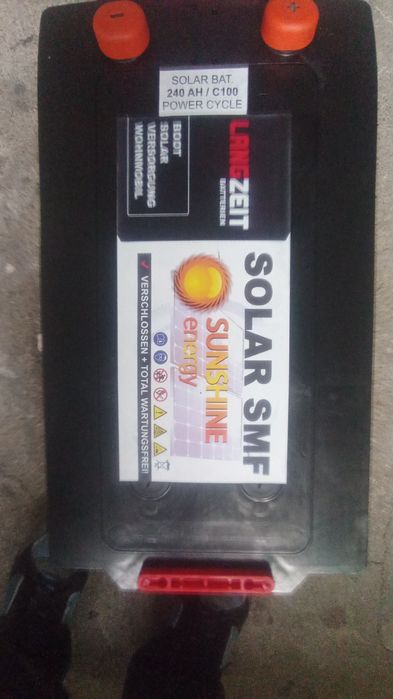 - +
SOLAR BAT.
240 AH / C100
POWER CYCLE
LANGZEIT
BATTERIEN
BOOT
SOLAR
VERSORGUNG
WOHNMOBIL
SOLAR SMF
SUNSHINE
energy
VERSCHLOSSEN + TOTAL WARTUNGSFREI!